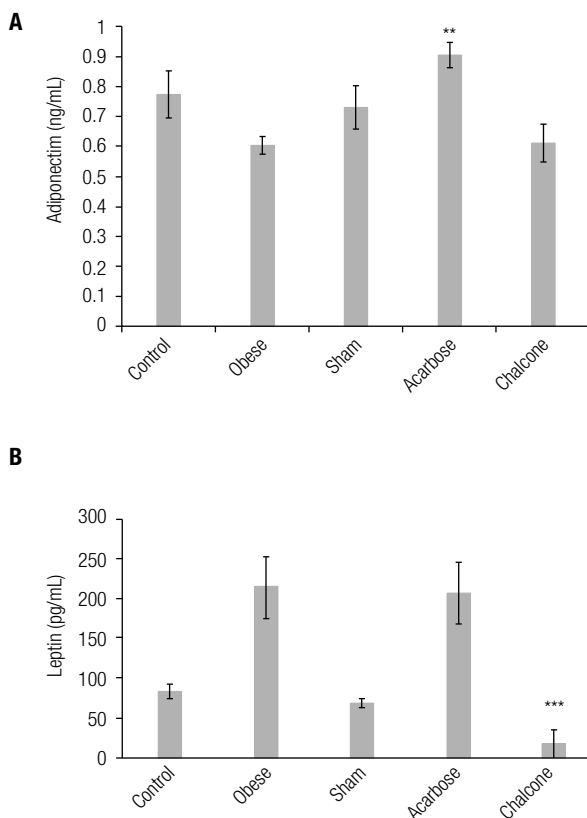 A
Adiponectim (ng/mL)
1
0.9
0.8
0.7
0.6
0.5
0.4
0.3
0.2
0.1
0
**
Control
Obese
Sham
Acarbose
Chalcone
B
Leptin (pg/mL)
300
250
200
150
100
50
0
***
Control
Obese
Sham
Acarbose
Chalcone